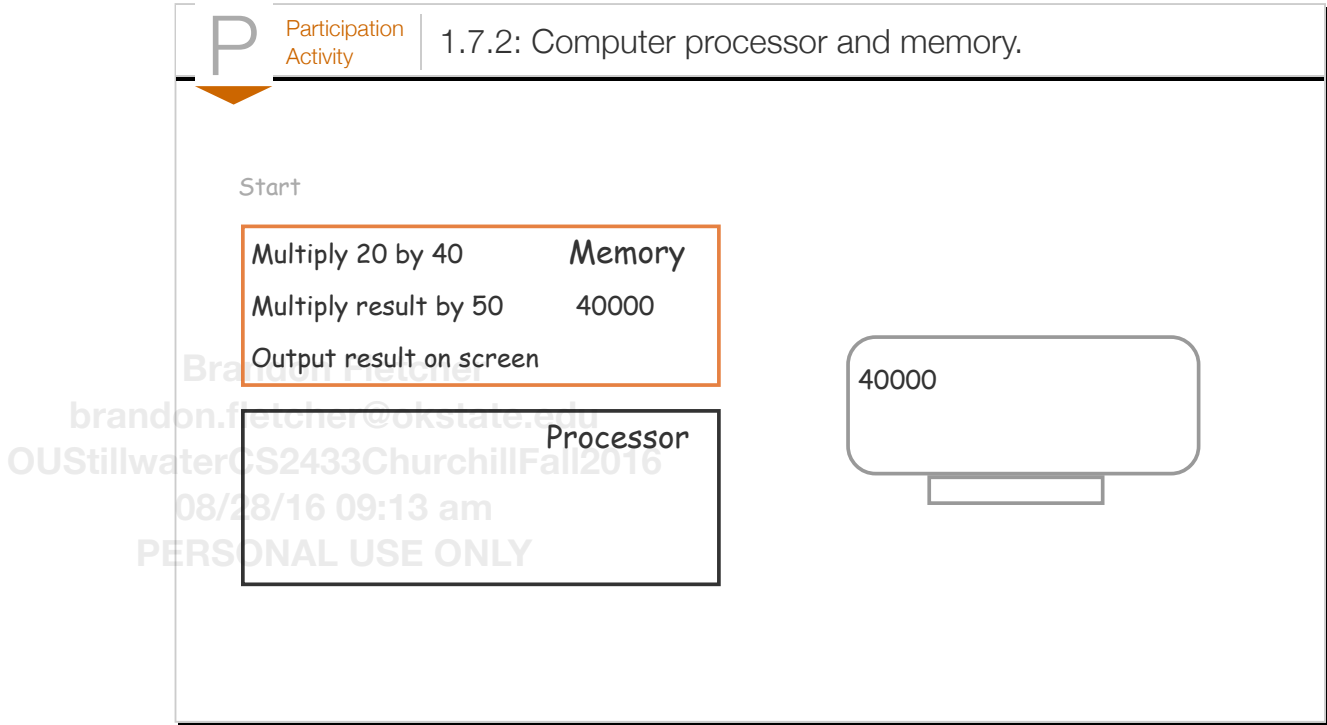 P
Participation
Activity
1.7.2: Computer processor and memory.
Start
Multiply 20 by 40
Memory
Multiply result by 50
40000
Output result on screen
40000
Processor
Brandon Fletcher
brandon.fletcher@okstate.edu
OUStillwaterCS2433ChurchillFall2016
08/28/16 09:13 am
PERSONAL USE ONLY